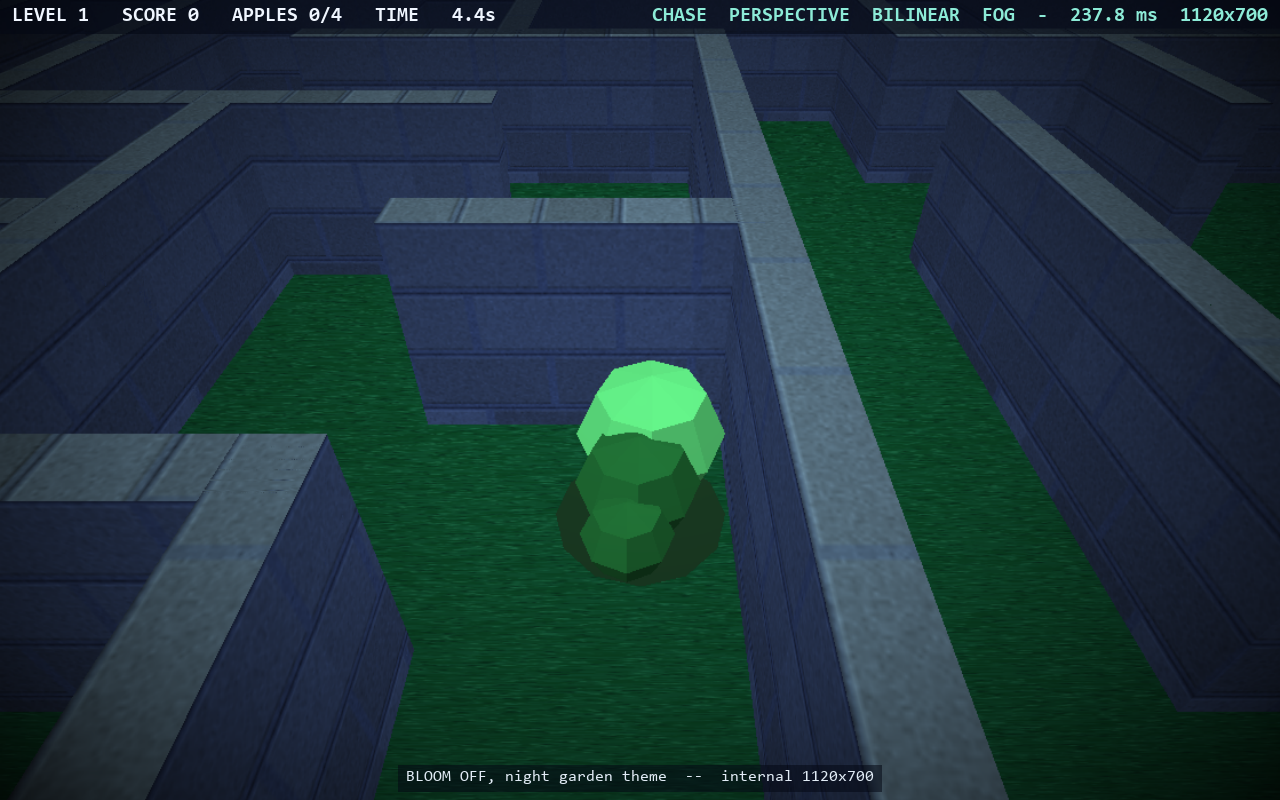 LEVEL 1 SCORE 0 APPLES 0/4 TIME 4.4s CHASE PERSPECTIVE BILINEAR FOG - 237.8 ms 1120x700
BLOOM OFF, night garden theme -- internal 1120x700